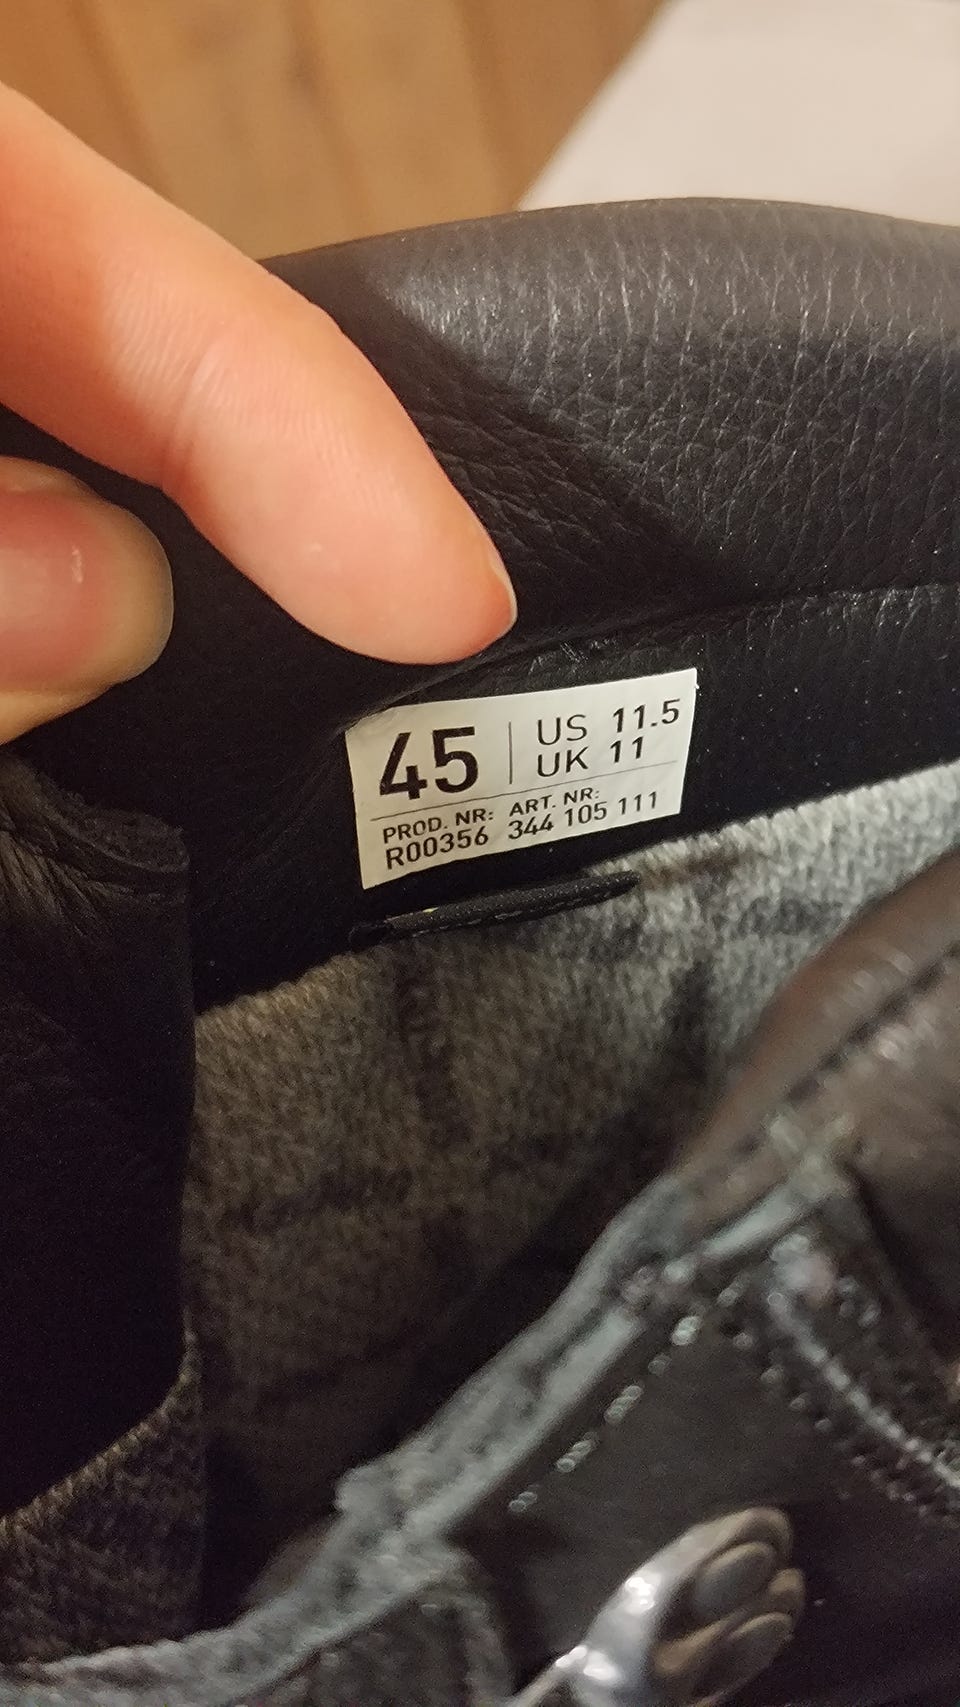 45
US 11.5
UK 11
PROD. NR: ART. NR:
R00356 344 105 111